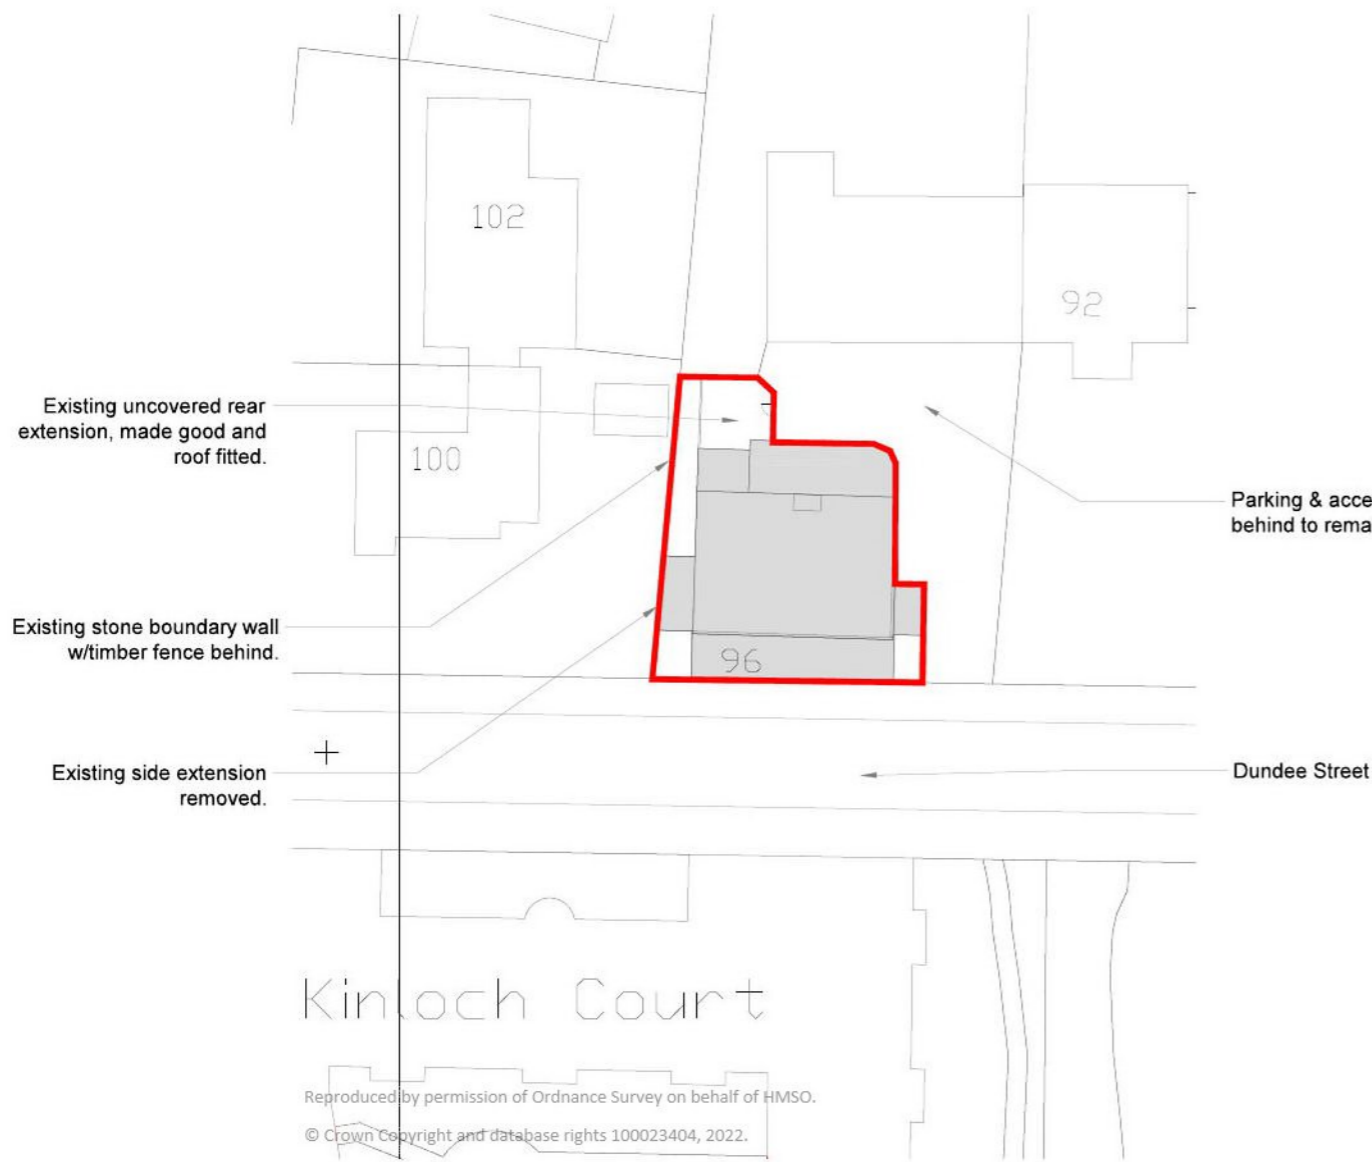 102
92
Existing uncovered rear
extension, made good and
roof fitted.
100
Parking &
behind to
Existing stone boundary wall
w/timber fence behind.
96
Existing side extension
removed.
Dundee Street
Kinloch Court
Reproduced by permission of Ordnance Survey on behalf of HMSO.
© Crown Copyright and database rights 100023404, 2022.